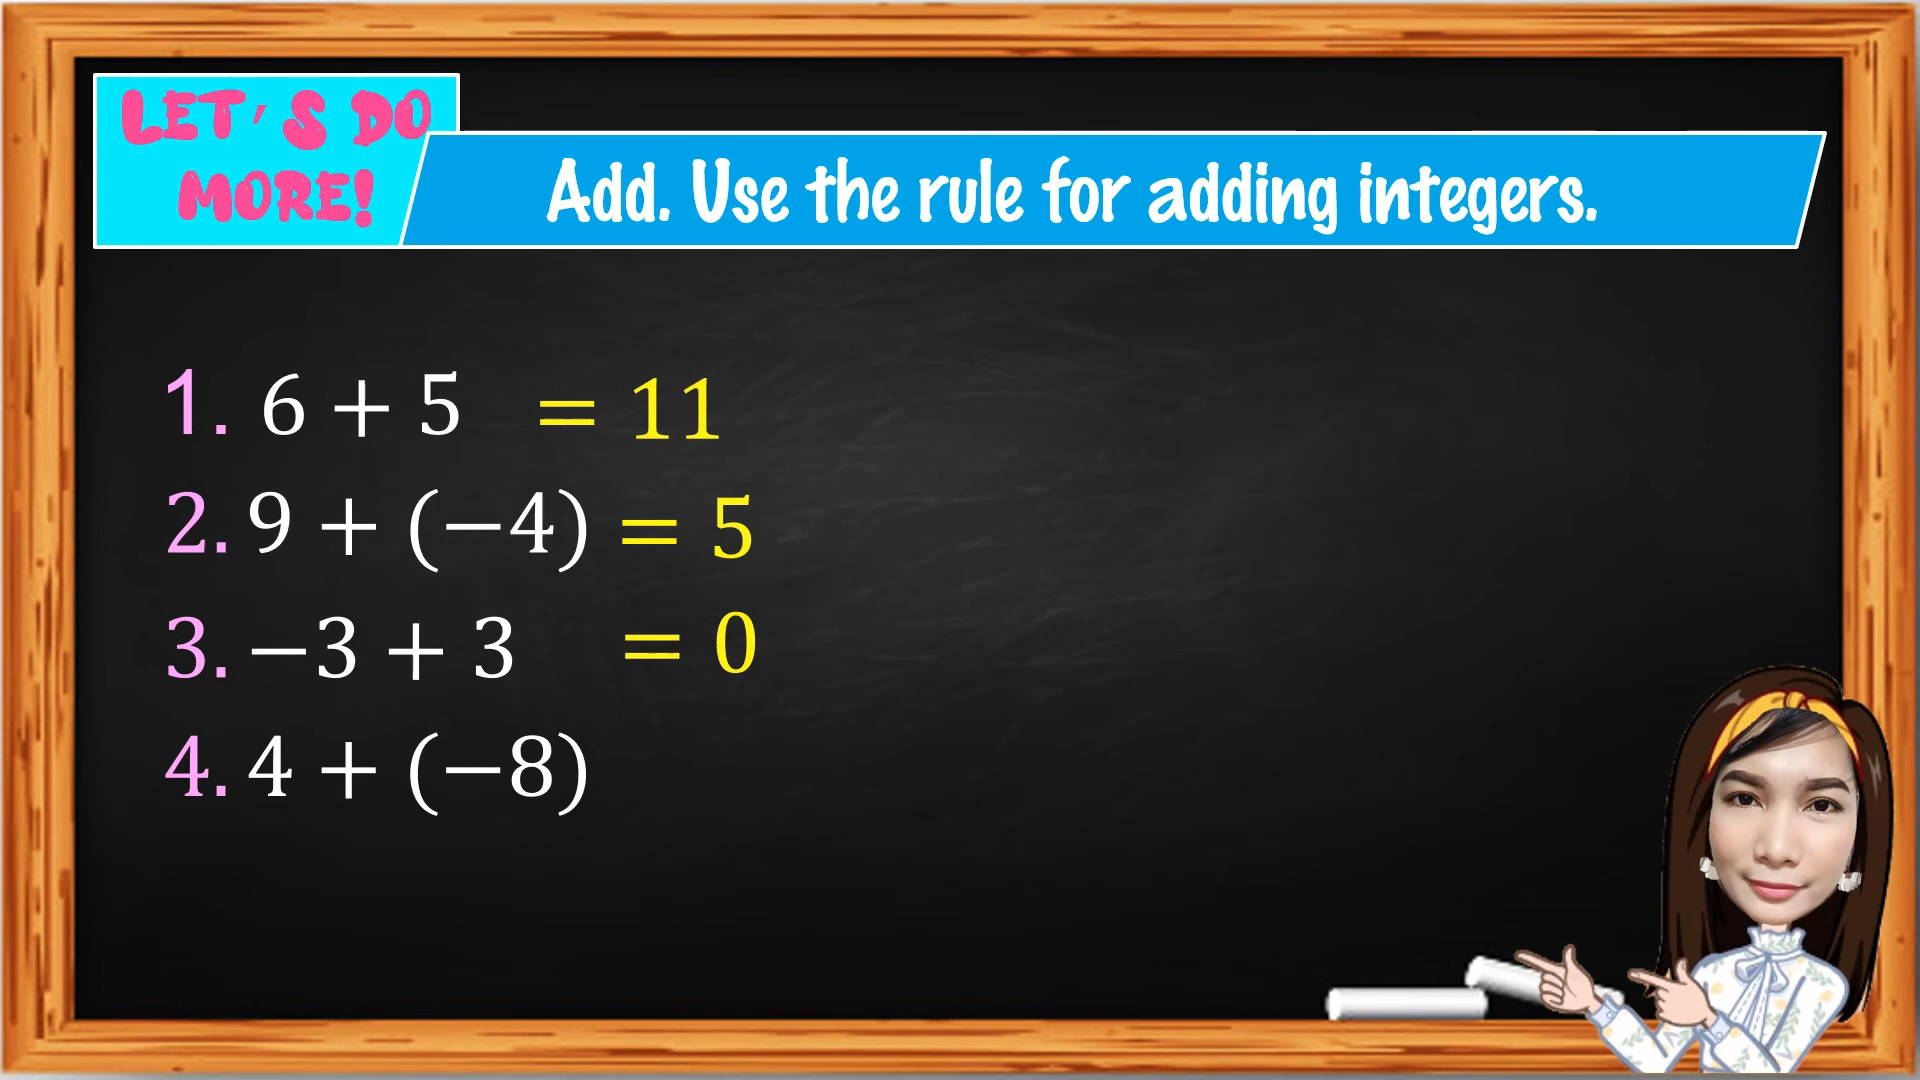 LET'S DO
MORE!
Add. Use the rule for adding integers.
1. 6 + 5 = 11
2. 9 + (−4) = 5
3. −3 + 3 = 0
4. 4 + (−8)